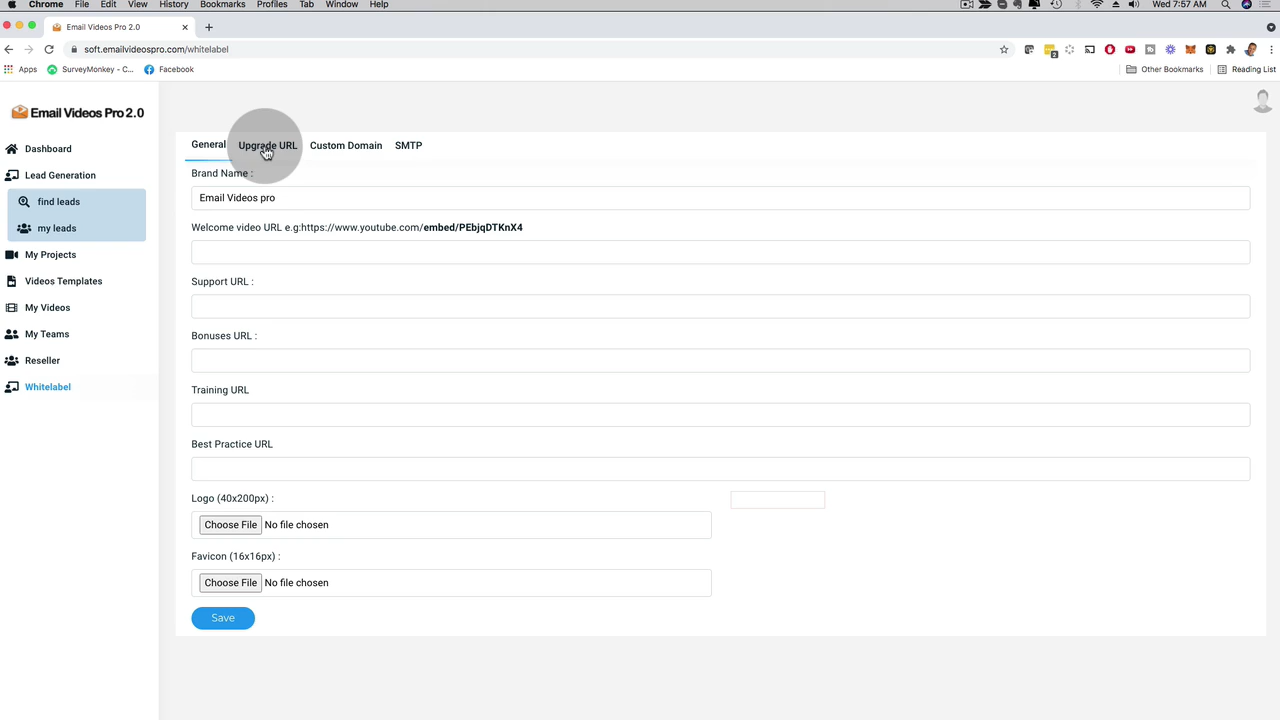 Chrome File Edit View History Bookmarks Profiles Tab Window Help Wed 7:57 AM
Email Videos Pro 2.0
soft.emailvideospro.com/whitelabel
2
Apps SurveyMonkey - C... Facebook Other Bookmarks Reading List
Email Videos Pro 2.0
Dashboard
Lead Generation
find leads
my leads
My Projects
Videos Templates
My Videos
My Teams
Reseller
Whitelabel
General Upgrade URL Custom Domain SMTP
Brand Name :
Email Videos pro
Welcome video URL e.g:https://www.youtube.com/embed/PEbjqDTKnX4
Support URL :
Bonuses URL :
Training URL
Best Practice URL
Logo (40x200px) :
Choose File No file chosen
Favicon (16x16px) :
Choose File No file chosen
Save